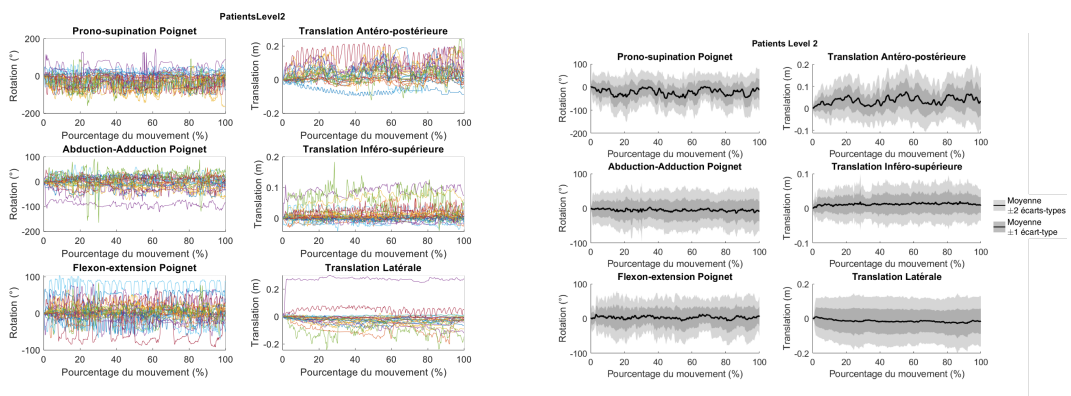 PatientsLevel2
Prono-supination Poignet
Translation Antéro-postérieure
200
0
-200
Rotation (°)
0 20 40 60 80 100
Pourcentage du mouvement (%)
0.2
0
Translation (m)
0 20 40 60 80 100
Pourcentage du mouvement (%)
Abduction-Adduction Poignet
Translation Inféro-supérieure
100
0
-100
-200
Rotation (°)
0 20 40 60 80 100
Pourcentage du mouvement (%)
0.2
0.1
0
Translation (m)
0 20 40 60 80 100
Pourcentage du mouvement (%)
Flexon-extension Poignet
Translation Latérale
100
0
-100
Rotation (°)
0 20 40 60 80 100
Pourcentage du mouvement (%)
0.2
0
-0.2
Translation (m)
0 20 40 60 80 100
Pourcentage du mouvement (%)
Patients Level 2
Prono-supination Poignet
Translation Antéro-postérieure
100
0
-100
-200
Rotation (°)
0 20 40 60 80 100
Pourcentage du mouvement (%)
0.2
0.1
0
-0.1
Translation (m)
0 20 40 60 80 100
Pourcentage du mouvement (%)
Abduction-Adduction Poignet
Translation Inféro-supérieure
100
0
-100
Rotation (°)
0 20 40 60 80 100
Pourcentage du mouvement (%)
0.1
0
-0.1
Translation (m)
0 20 40 60 80 100
Pourcentage du mouvement (%)
Flexon-extension Poignet
Translation Latérale
100
0
-100
Rotation (°)
0 20 40 60 80 100
Pourcentage du mouvement (%)
0.2
0
-0.2
Translation (m)
0 20 40 60 80 100
Pourcentage du mouvement (%)
Moyenne
±2 écarts-types
Moyenne
±1 écart-type